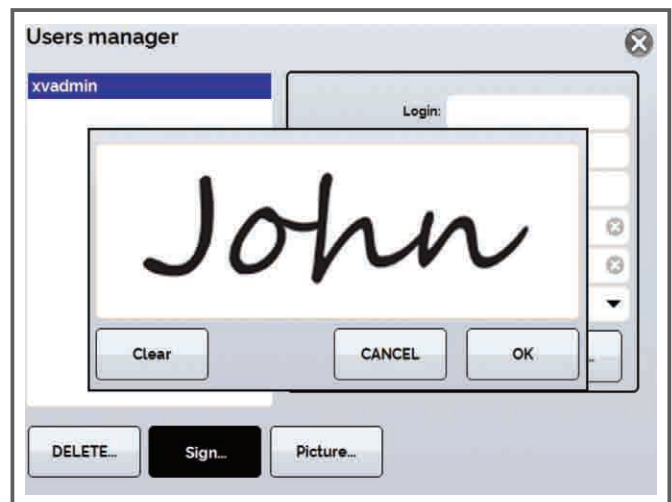 Users manager
xvadmin
Login:
John
Clear CANCEL OK ..
DELETE... Sign... Picture...